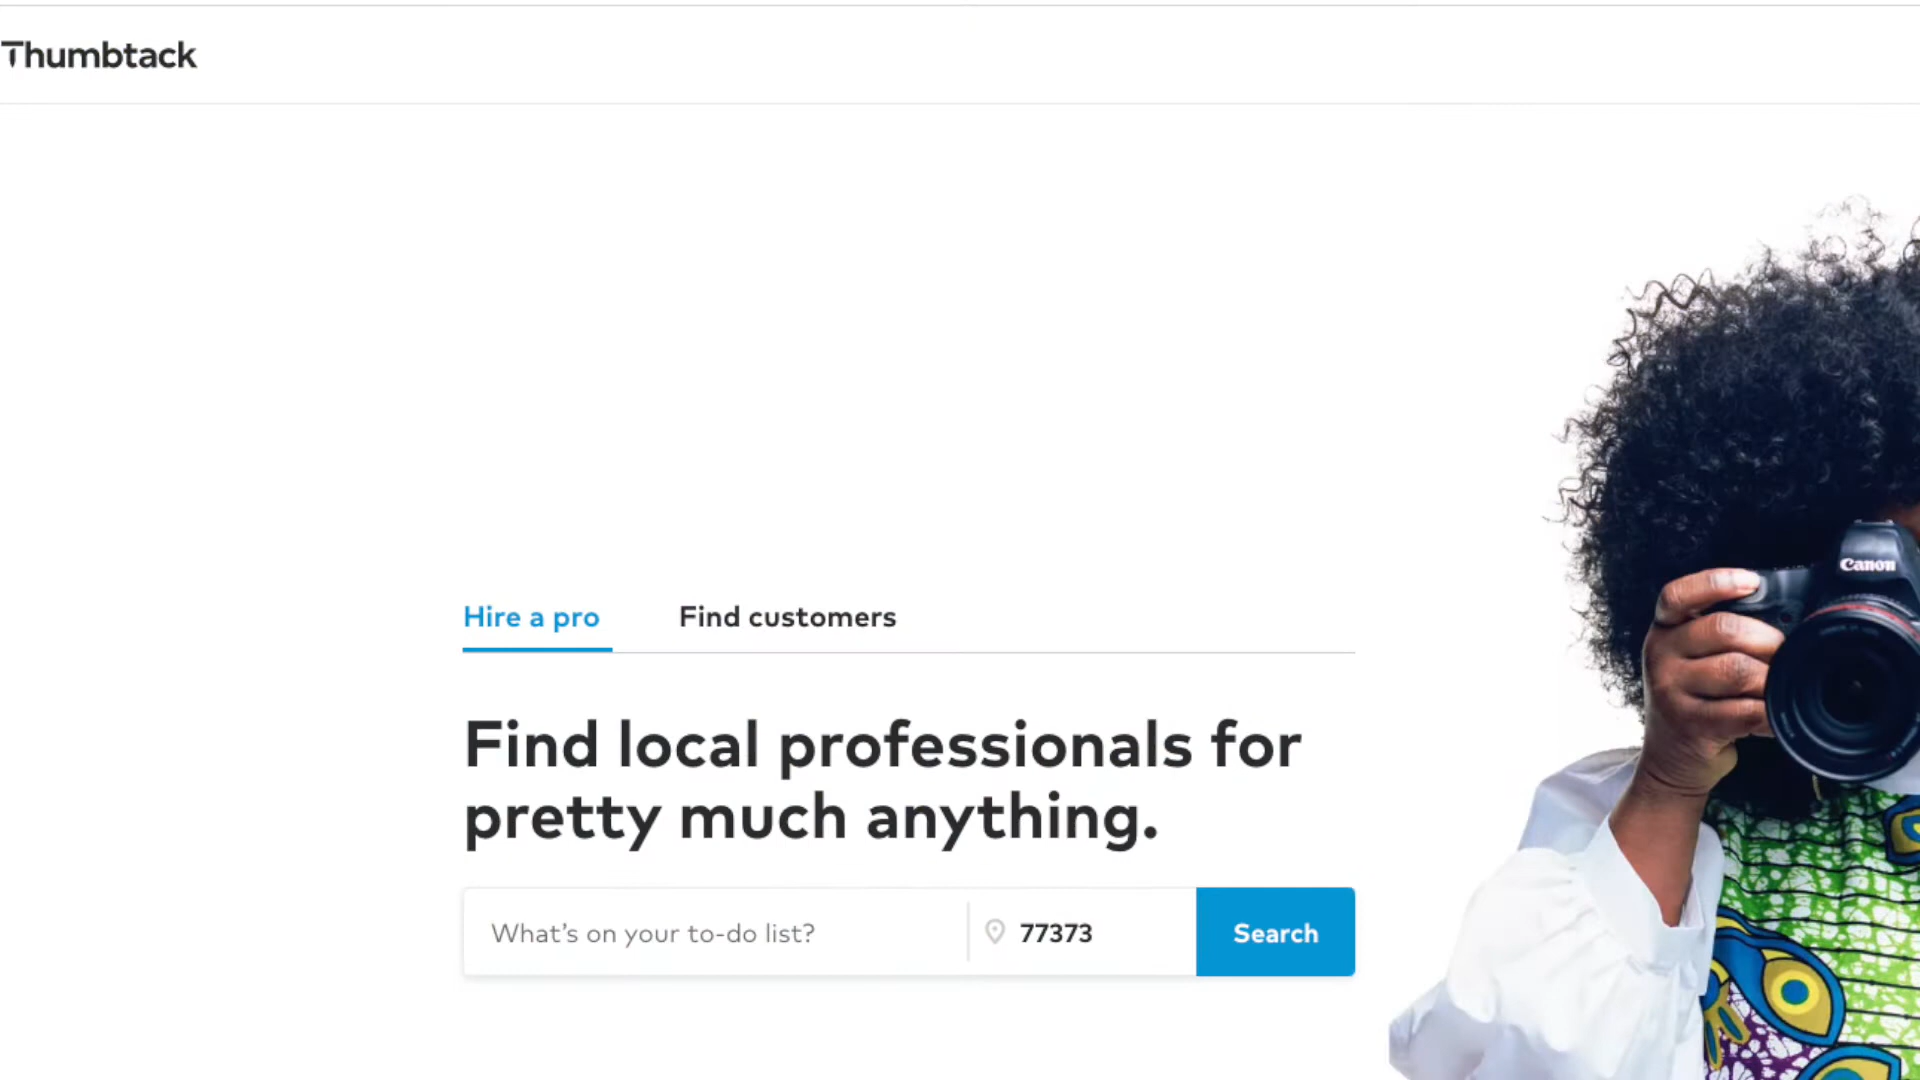 Thumbtack
Hire a pro
Find customers
Find local professionals for
pretty much anything.
What's on your to-do list?
77373
Search
Canon